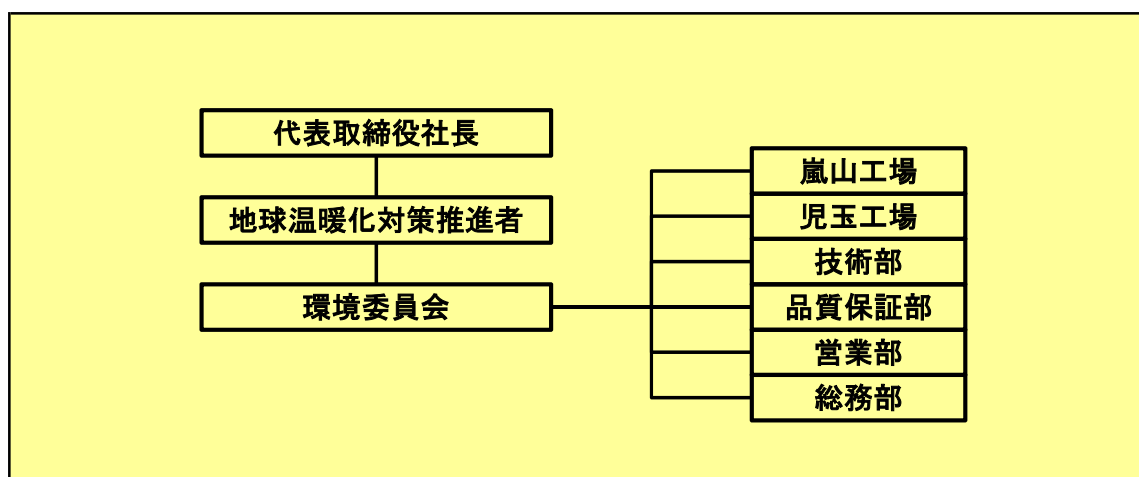 代表取締役社長
地球温暖化対策推進者
環境委員会
嵐山工場
児玉工場
技術部
品質保証部
営業部
総務部